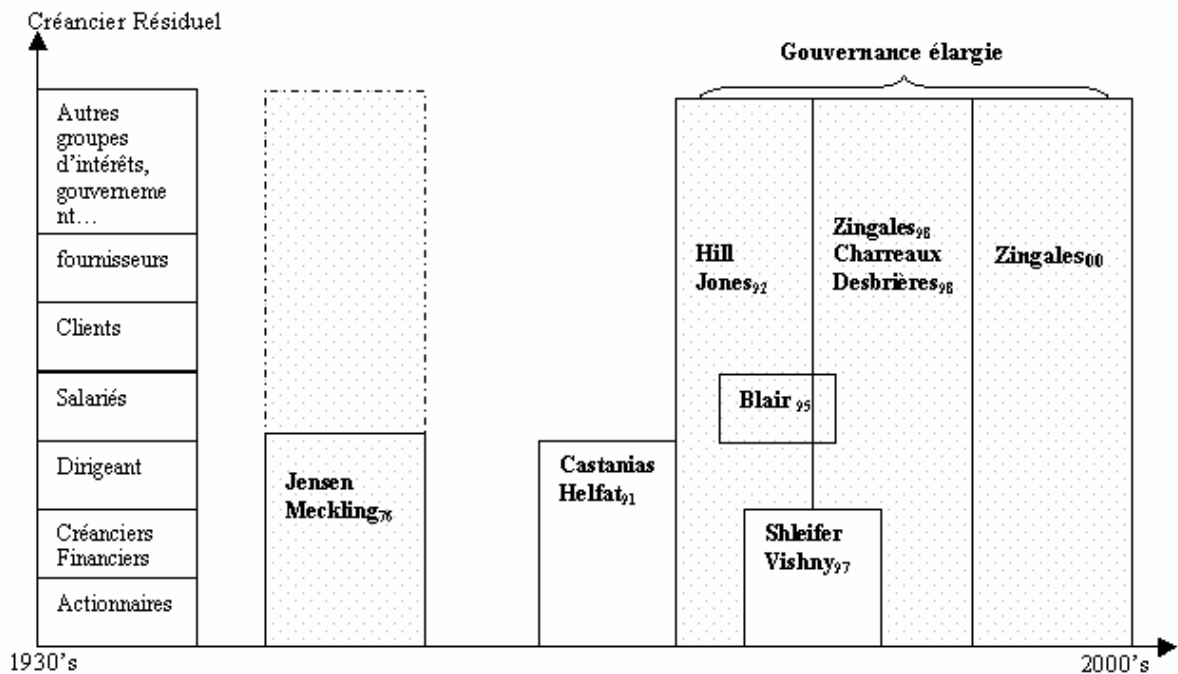 Créancier Résiduel
Gouvernance élargie
Autres
groupes
d'intérêts,
gouverneme
nt…
fournisseurs
Clients
Salariés
Dirigeant
Créanciers
Financiers
Actionnaires
Jensen
Meckling76
Castanias
Helfat91
Hill
Jones92
Blair 95
Shleifer
Vishny97
Zingales98
Charreaux
Desbrières98
Zingales00
1930's
2000's